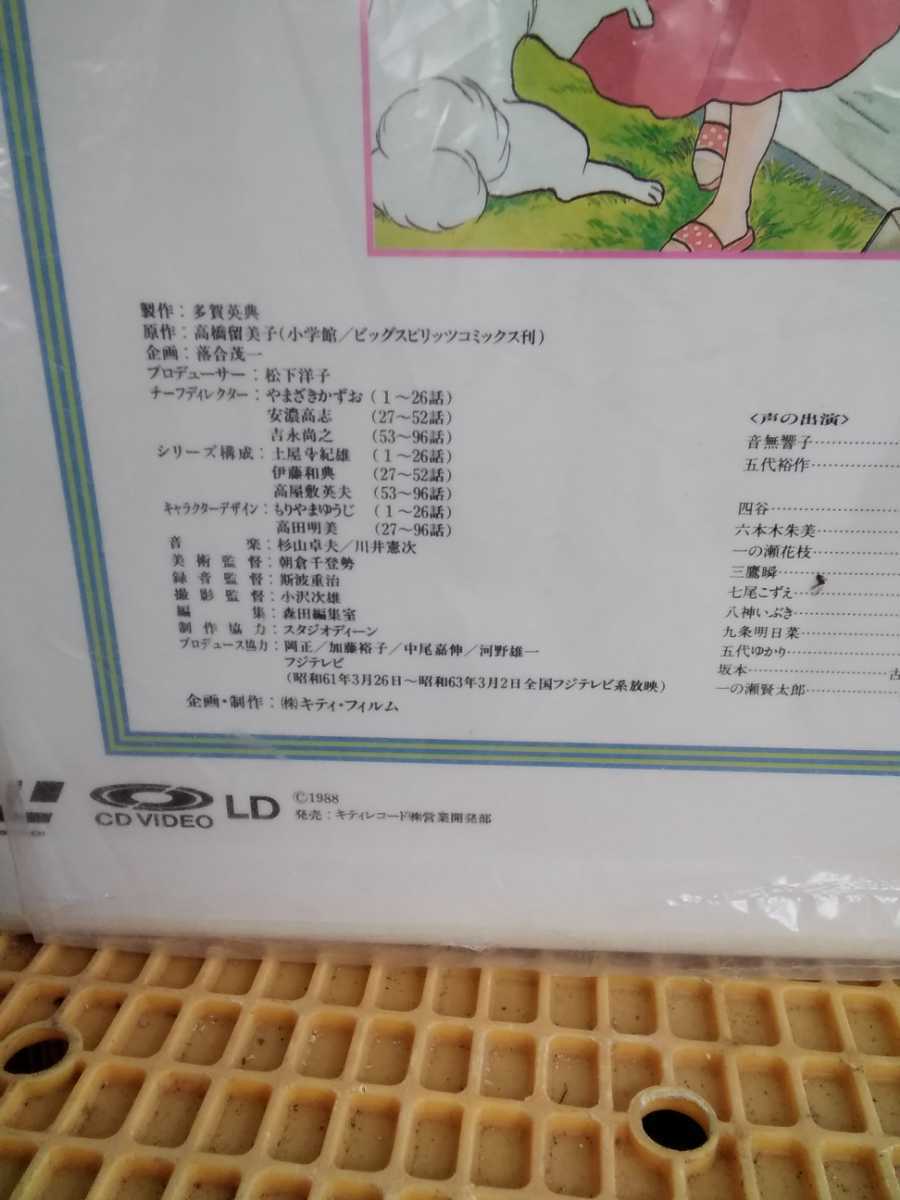 製作：多賀英典
原作：高橋留美子(小学館／ビッグスピリッツコミックス刊)
企画：落合茂一
プロデューサー：松下洋子
チーフディレクター：やまざきかずお（1～26話）
安濃高志（27～52話）
吉永尚之（53～96話）
シリーズ構成：土屋斗紀雄（1～26話）
伊藤和典（27～52話）
高屋敷英夫（53～96話）
キャラクターデザイン：もりやまゆうじ（1～26話）
高田明美（27～96話）
音楽：杉山卓夫／川井憲次
美術監督：朝倉千登勢
録音監督：斯波重治
撮影監督：小沢次雄
編集：森田編集室
制作協力：スタジオディーン
プロデュース協力：岡正／加藤裕子／中尾嘉伸／河野雄一
フジテレビ
(昭和61年3月26日～昭和63年3月2日全国フジテレビ系放映)
企画・制作：㈱キティ・フィルム
〈声の出演〉
音無響子
五代裕作
四谷
六本木朱美
一の瀬花枝
三鷹瞬
七尾こずえ
八神いぶき
九条明日菜
五代ゆかり
坂本 古
一の瀬賢太郎
CD VIDEO LD
©1988
発売：キティレコード㈱営業開発部